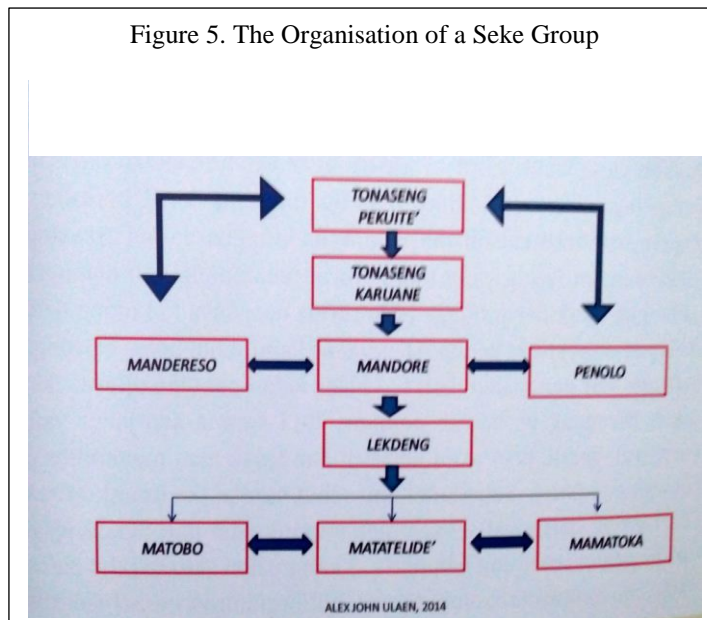 Figure 5. The Organisation of a Seke Group
TONASENG
PEKUITE’
TONASENG
KARUANE
MANDERESO
MANDORE
PENOLO
LEKDENG
MATOBO
MATATELIDE’
MAMATOKA
ALEX JOHN ULAEN, 2014